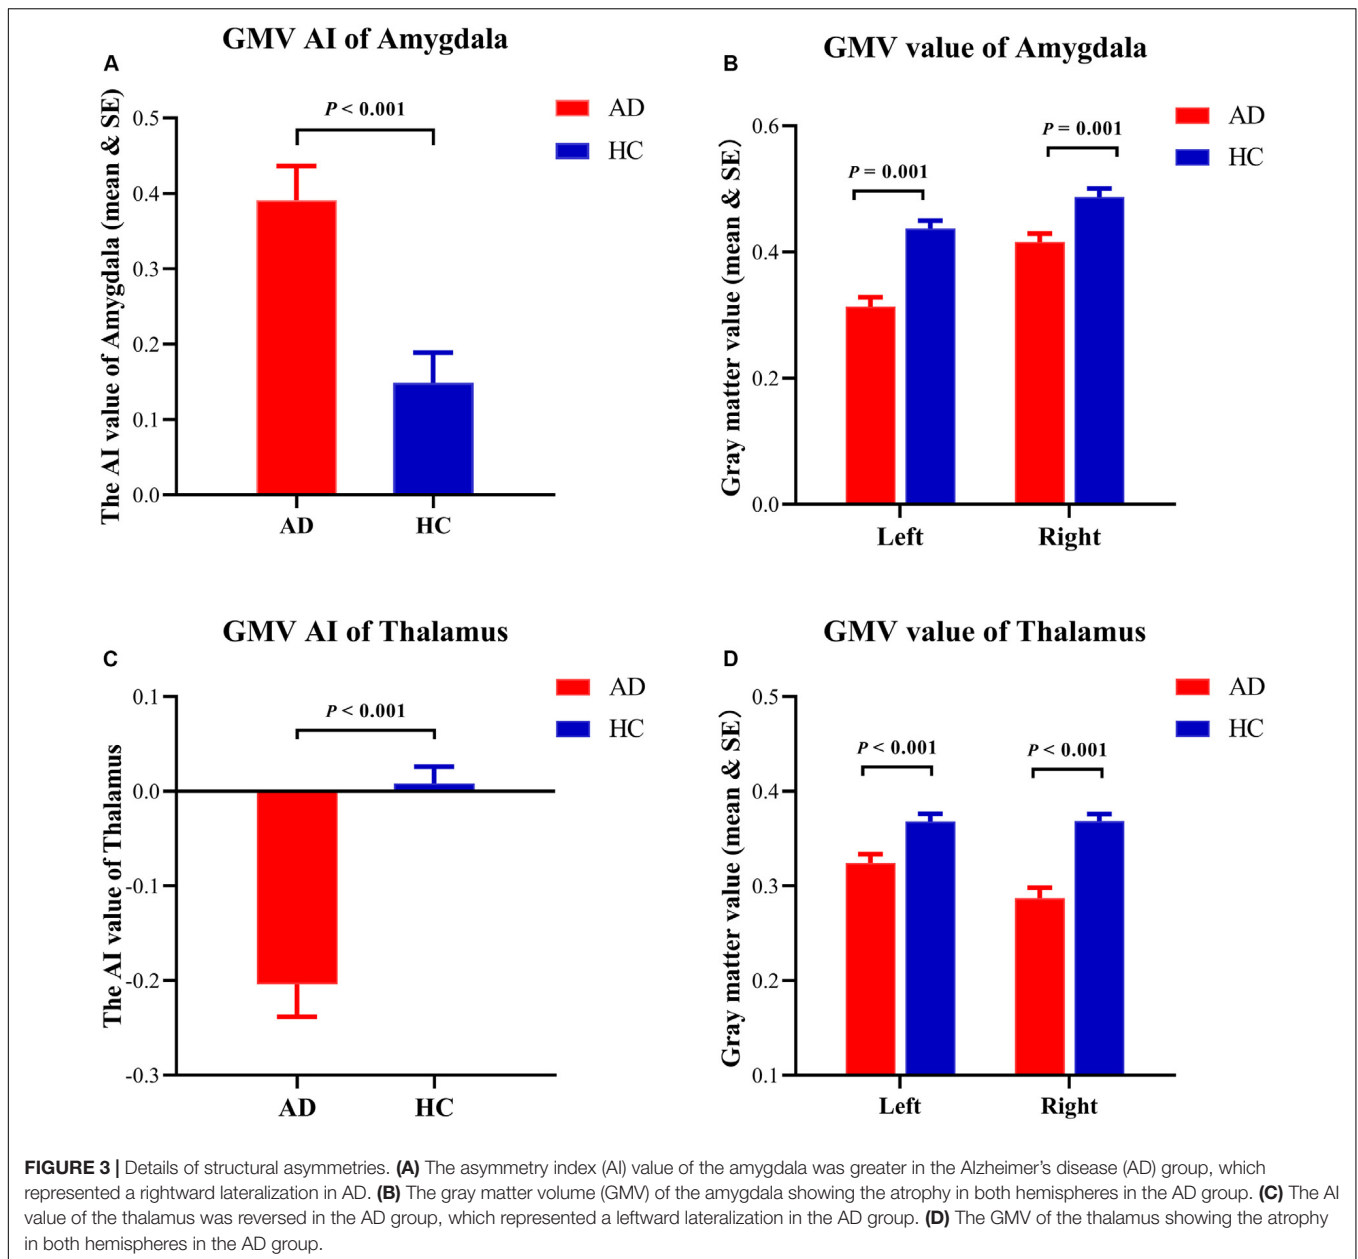 GMV AI of Amygdala
A
P < 0.001
AD
HC
The AI value of Amygdala (mean & SE)
0.5
0.4
0.3
0.2
0.1
0.0
AD HC
GMV value of Amygdala
B
P = 0.001
P = 0.001
AD
HC
Gray matter value (mean & SE)
0.6
0.4
0.2
0.0
Left Right
GMV AI of Thalamus
C
P < 0.001
AD
HC
The AI value of Thalamus
0.1
0.0
-0.1
-0.2
-0.3
AD HC
GMV value of Thalamus
D
P < 0.001
P < 0.001
AD
HC
Gray matter value (mean & SE)
0.5
0.4
0.3
0.2
0.1
Left Right
FIGURE 3 | Details of structural asymmetries. (A) The asymmetry index (AI) value of the amygdala was greater in the Alzheimer's disease (AD) group, which
represented a rightward lateralization in AD. (B) The gray matter volume (GMV) of the amygdala showing the atrophy in both hemispheres in the AD group. (C) The AI
value of the thalamus was reversed in the AD group, which represented a leftward lateralization in the AD group. (D) The GMV of the thalamus showing the atrophy
in both hemispheres in the AD group.